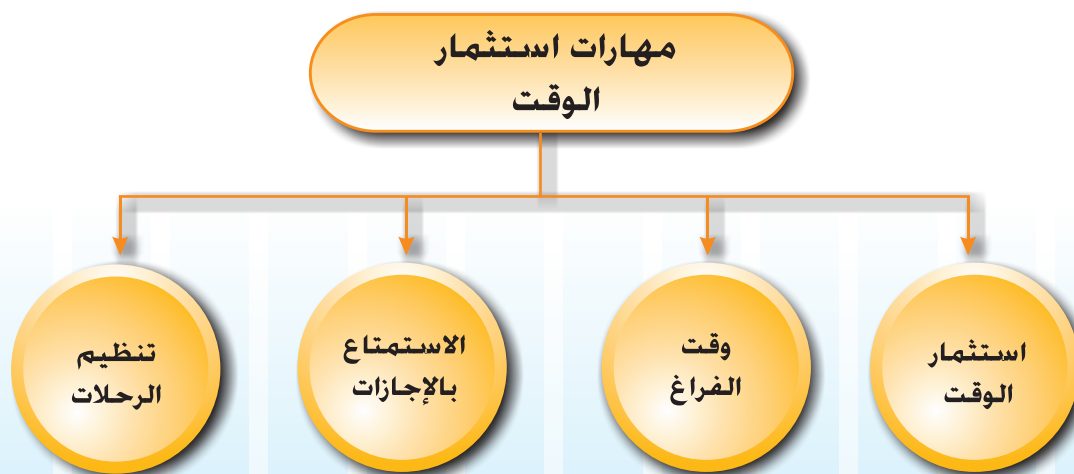 مهارات استثمار
الوقت
استثمار
الوقت
وقت
الفراغ
الاستمتاع
بالإجازات
تنظيم
الرحلات